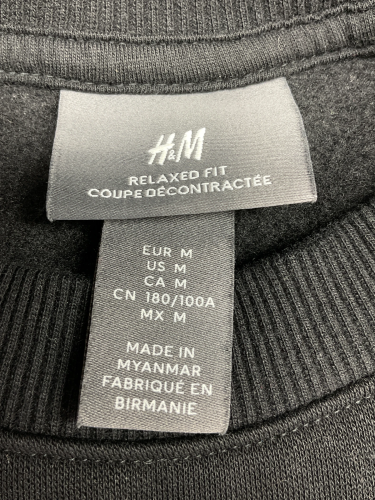 H&M
RELAXED FIT
COUPE DÉCONTRACTÉE
EUR M
US M
CA M
CN 180/100A
MX M
MADE IN
MYANMAR
FABRIQUÉ EN
BIRMANIE